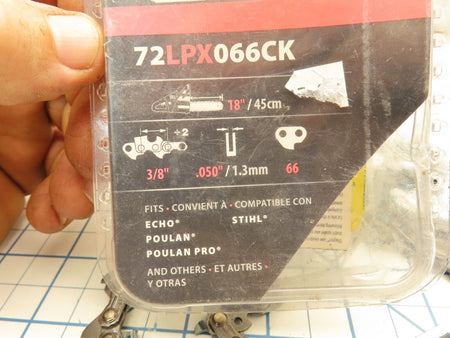 72LPX066CK
18" / 45cm
÷2
3/8" .050" / 1.3mm 66
FITS • CONVIENT À • COMPATIBLE CON
ECHO® STIHL®
POULAN®
POULAN PRO®
AND OTHERS • ET AUTRES •
Y OTRAS